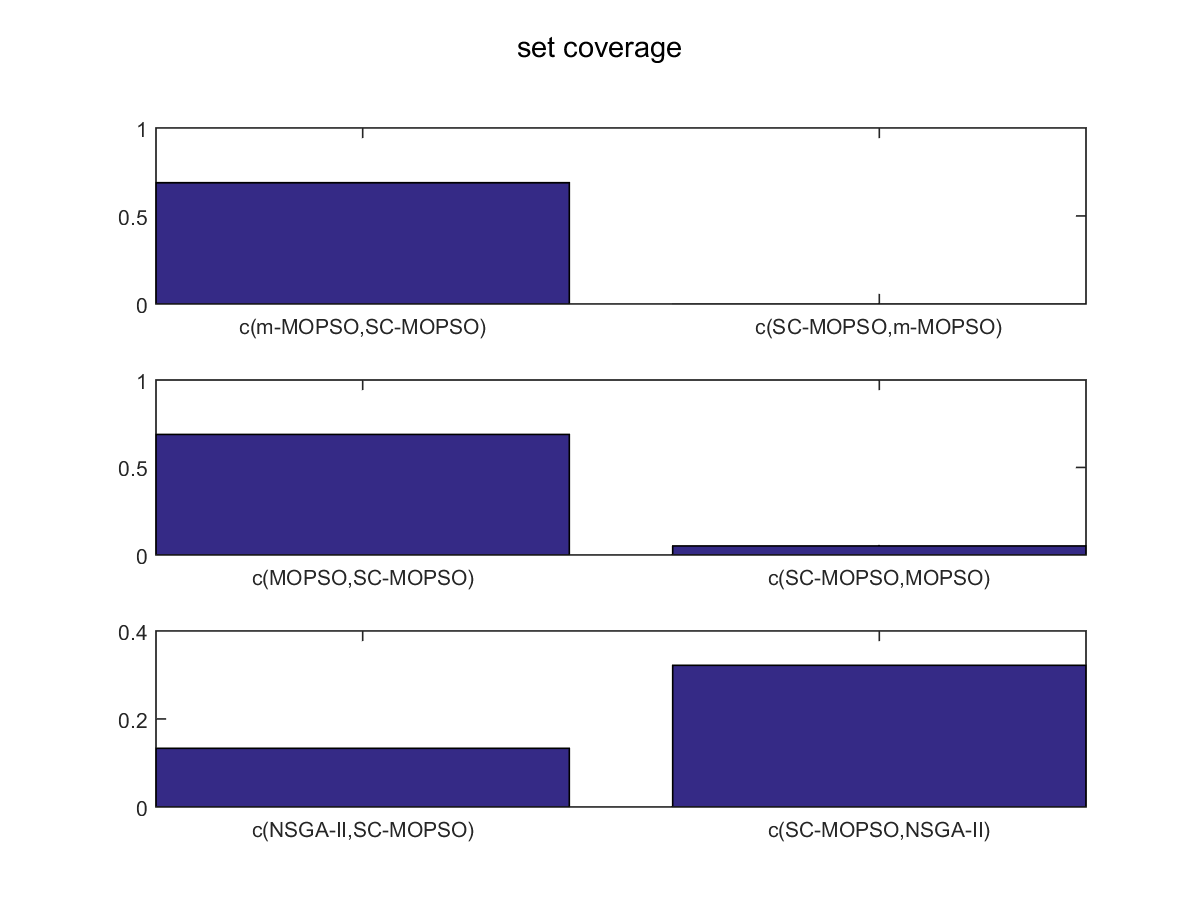 set coverage
1
0.5
0
c(m-MOPSO,SC-MOPSO) c(SC-MOPSO,m-MOPSO)
1
0.5
0
c(MOPSO,SC-MOPSO) c(SC-MOPSO,MOPSO)
0.4
0.2
0
c(NSGA-II,SC-MOPSO) c(SC-MOPSO,NSGA-II)